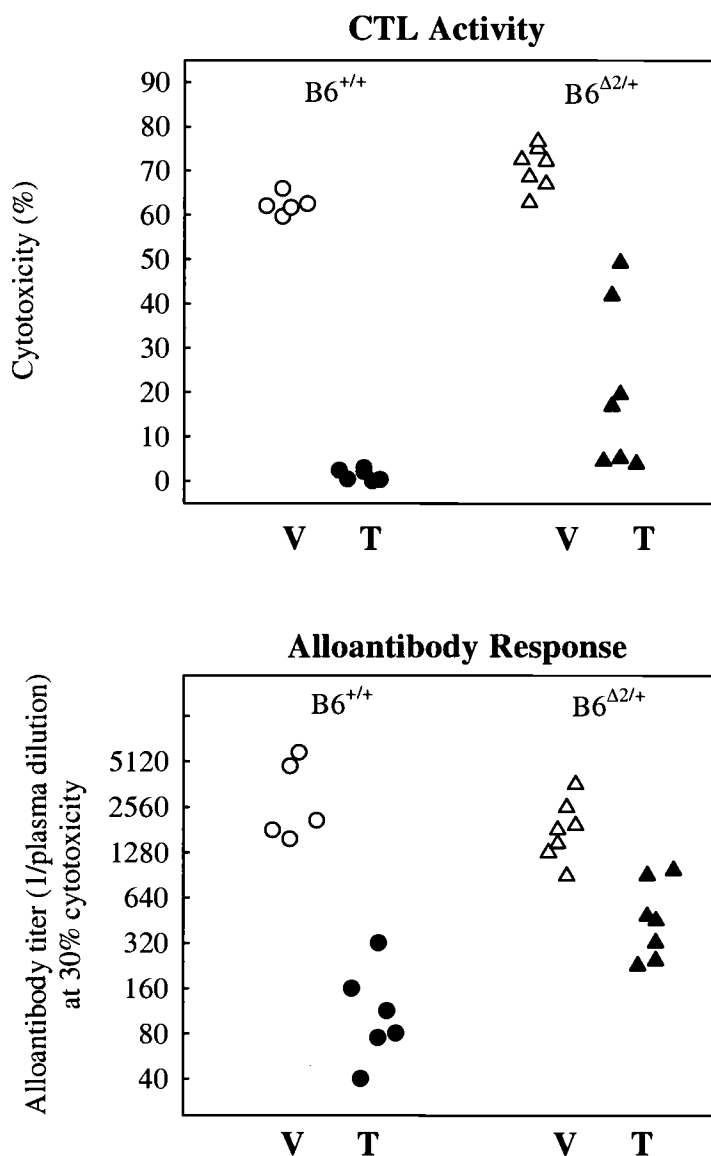 CTL Activity
B6+/+ B6Δ2/+
Cytotoxicity (%)
90
80
70
60
50
40
30
20
10
0
V T V T
Alloantibody Response
B6+/+ B6Δ2/+
Alloantibody titer (1/plasma dilution)
at 30% cytotoxicity
5120
2560
1280
640
320
160
80
40
V T V T